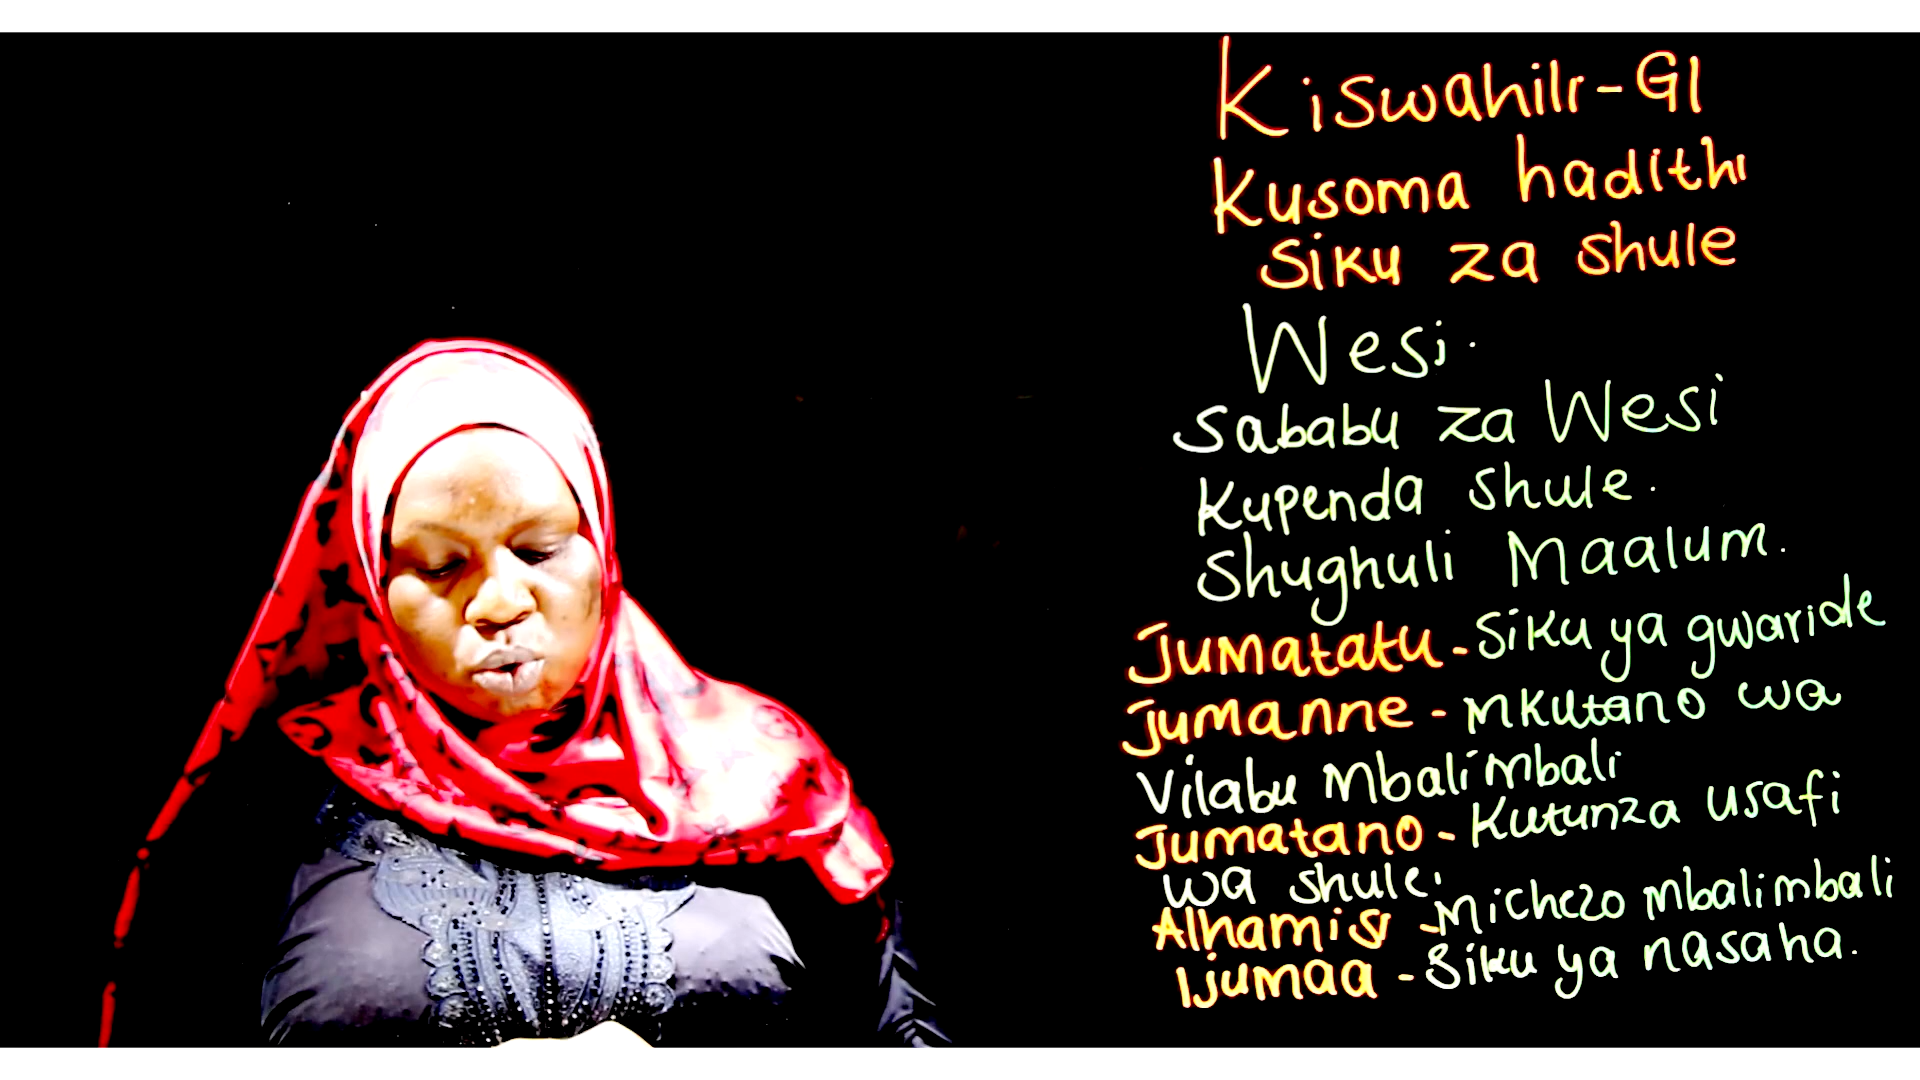 Kiswahili-G1
Kusoma hadithi
Siku za shule
Wesi.
Sababu za Wesi
Kupenda shule.
Shughuli Maalum.
Jumatatu - Siku ya gwaride
Jumanne - Mkutano wa
Vilabu Mbalimbali
Jumatano - Kutunza usafi
wa shule.
Alhamisi - Michezo Mbalimbali
Ijumaa - Siku ya nasaha.